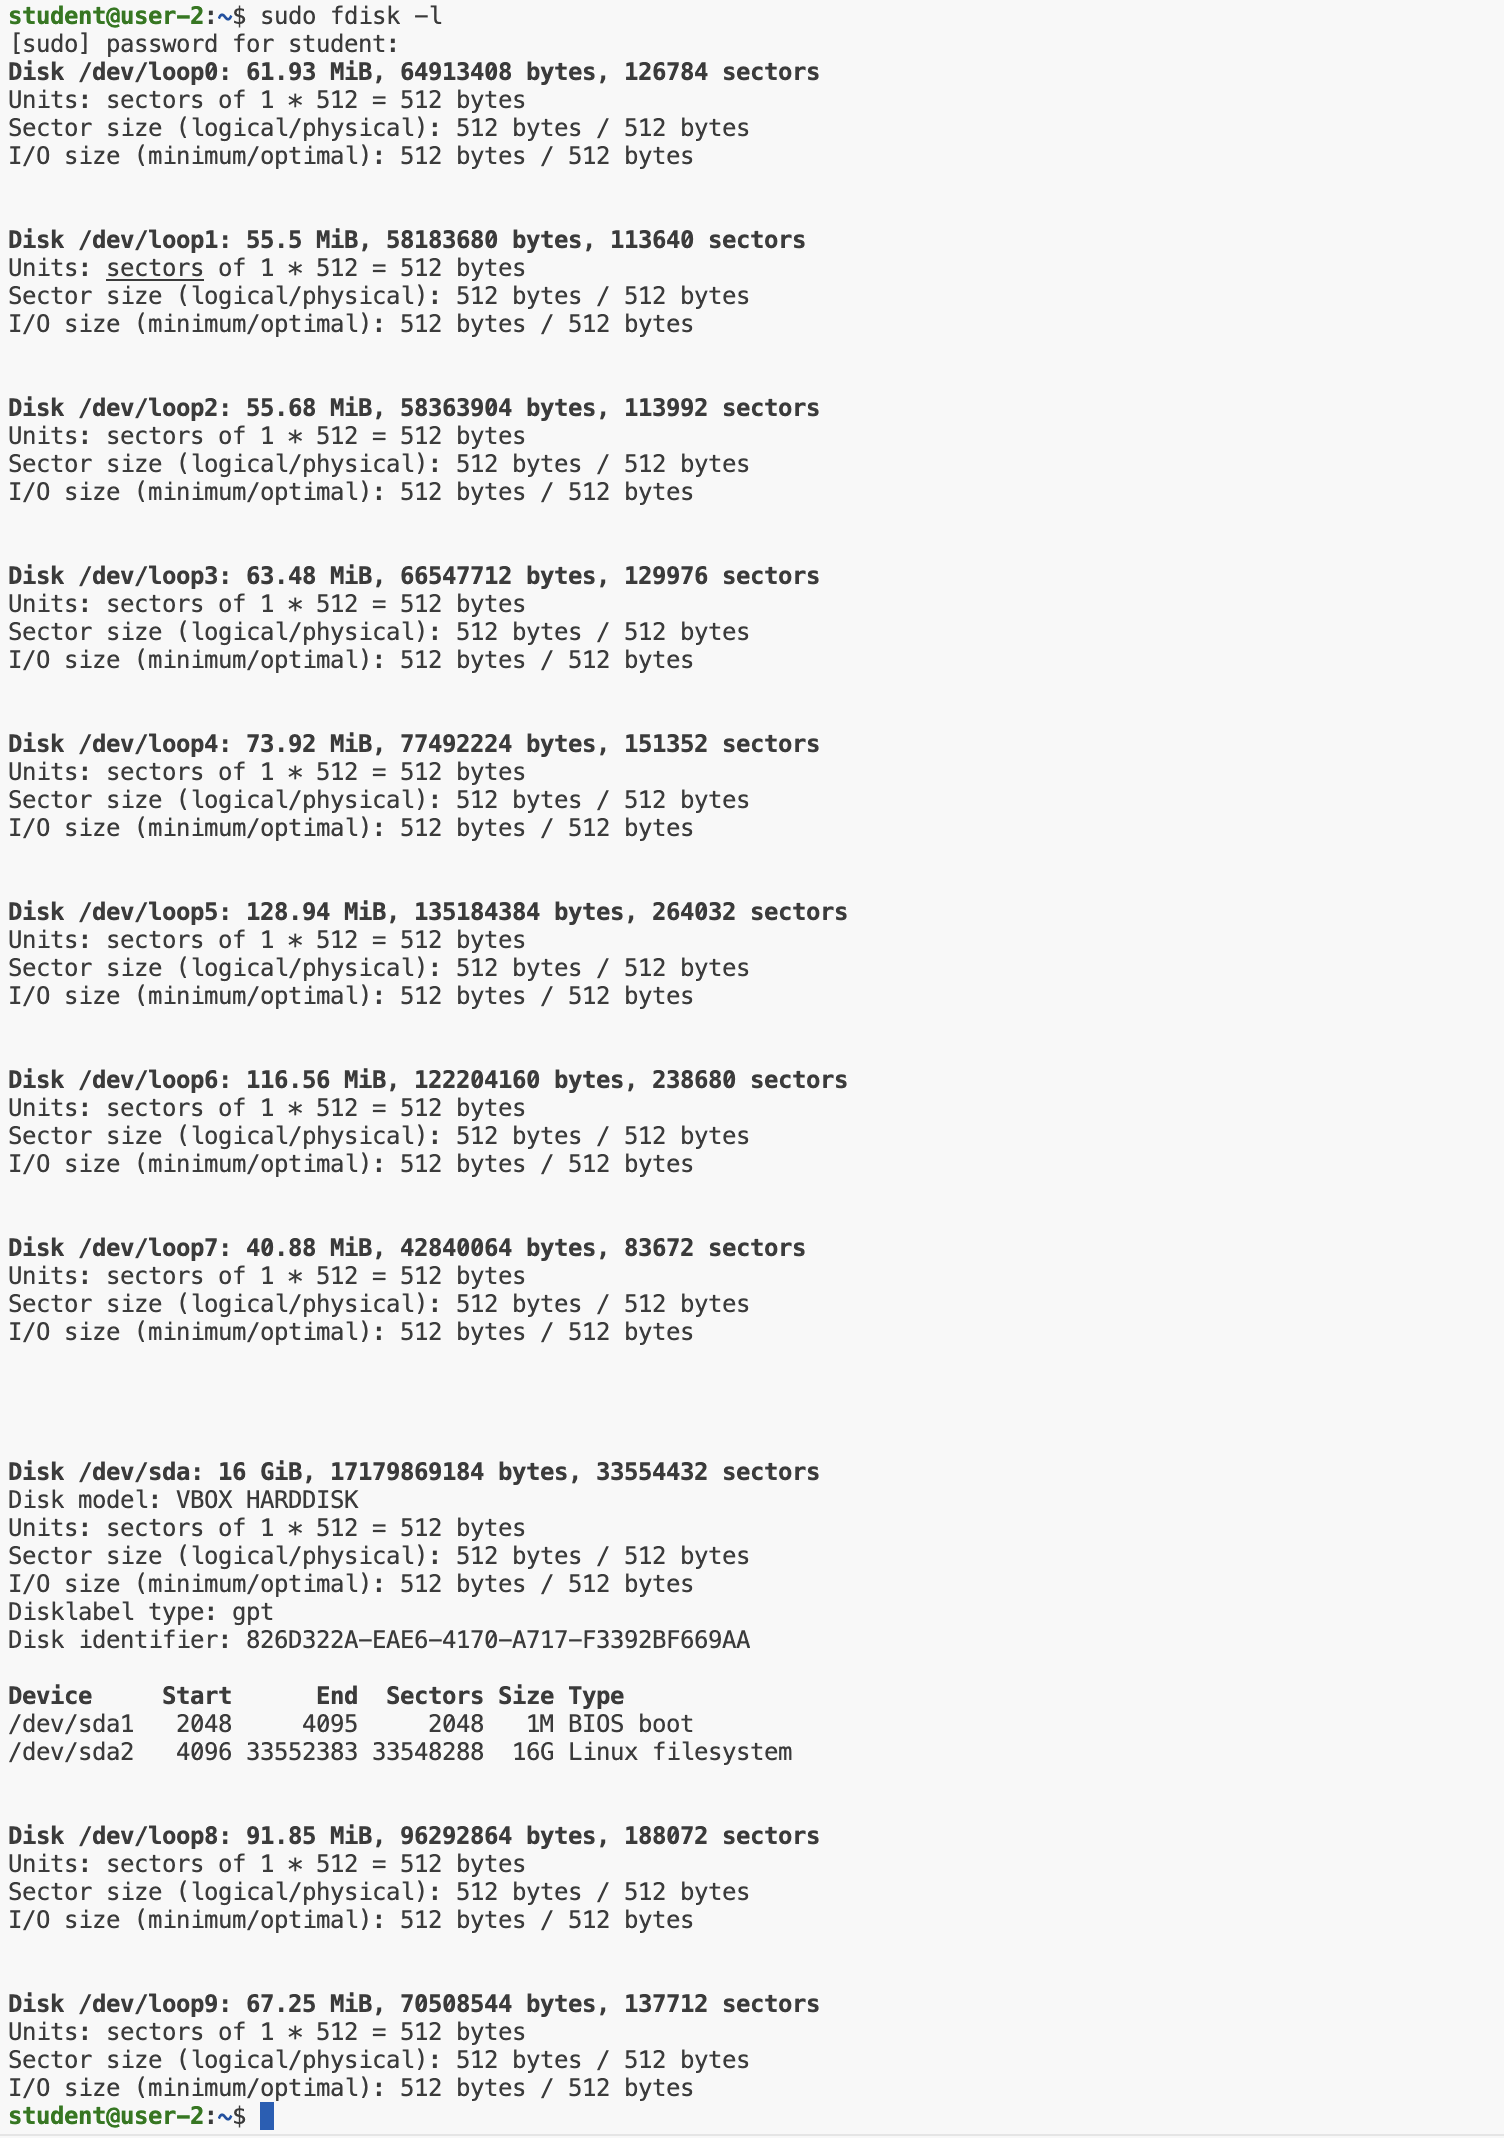 student@user-2:~$ sudo fdisk -l
[sudo] password for student:
Disk /dev/loop0: 61.93 MiB, 64913408 bytes, 126784 sectors
Units: sectors of 1 * 512 = 512 bytes
Sector size (logical/physical): 512 bytes / 512 bytes
I/O size (minimum/optimal): 512 bytes / 512 bytes
Disk /dev/loop1: 55.5 MiB, 58183680 bytes, 113640 sectors
Units: sectors of 1 * 512 = 512 bytes
Sector size (logical/physical): 512 bytes / 512 bytes
I/O size (minimum/optimal): 512 bytes / 512 bytes
Disk /dev/loop2: 55.68 MiB, 58363904 bytes, 113992 sectors
Units: sectors of 1 * 512 = 512 bytes
Sector size (logical/physical): 512 bytes / 512 bytes
I/O size (minimum/optimal): 512 bytes / 512 bytes
Disk /dev/loop3: 63.48 MiB, 66547712 bytes, 129976 sectors
Units: sectors of 1 * 512 = 512 bytes
Sector size (logical/physical): 512 bytes / 512 bytes
I/O size (minimum/optimal): 512 bytes / 512 bytes
Disk /dev/loop4: 73.92 MiB, 77492224 bytes, 151352 sectors
Units: sectors of 1 * 512 = 512 bytes
Sector size (logical/physical): 512 bytes / 512 bytes
I/O size (minimum/optimal): 512 bytes / 512 bytes
Disk /dev/loop5: 128.94 MiB, 135184384 bytes, 264032 sectors
Units: sectors of 1 * 512 = 512 bytes
Sector size (logical/physical): 512 bytes / 512 bytes
I/O size (minimum/optimal): 512 bytes / 512 bytes
Disk /dev/loop6: 116.56 MiB, 122204160 bytes, 238680 sectors
Units: sectors of 1 * 512 = 512 bytes
Sector size (logical/physical): 512 bytes / 512 bytes
I/O size (minimum/optimal): 512 bytes / 512 bytes
Disk /dev/loop7: 40.88 MiB, 42840064 bytes, 83672 sectors
Units: sectors of 1 * 512 = 512 bytes
Sector size (logical/physical): 512 bytes / 512 bytes
I/O size (minimum/optimal): 512 bytes / 512 bytes
Disk /dev/sda: 16 GiB, 17179869184 bytes, 33554432 sectors
Disk model: VBOX HARDDISK
Units: sectors of 1 * 512 = 512 bytes
Sector size (logical/physical): 512 bytes / 512 bytes
I/O size (minimum/optimal): 512 bytes / 512 bytes
Disklabel type: gpt
Disk identifier: 826D322A-EAE6-4170-A717-F3392BF669AA
Device     Start      End  Sectors Size Type
/dev/sda1   2048     4095     2048   1M BIOS boot
/dev/sda2   4096 33552383 33548288  16G Linux filesystem
Disk /dev/loop8: 91.85 MiB, 96292864 bytes, 188072 sectors
Units: sectors of 1 * 512 = 512 bytes
Sector size (logical/physical): 512 bytes / 512 bytes
I/O size (minimum/optimal): 512 bytes / 512 bytes
Disk /dev/loop9: 67.25 MiB, 70508544 bytes, 137712 sectors
Units: sectors of 1 * 512 = 512 bytes
Sector size (logical/physical): 512 bytes / 512 bytes
I/O size (minimum/optimal): 512 bytes / 512 bytes
student@user-2:~$